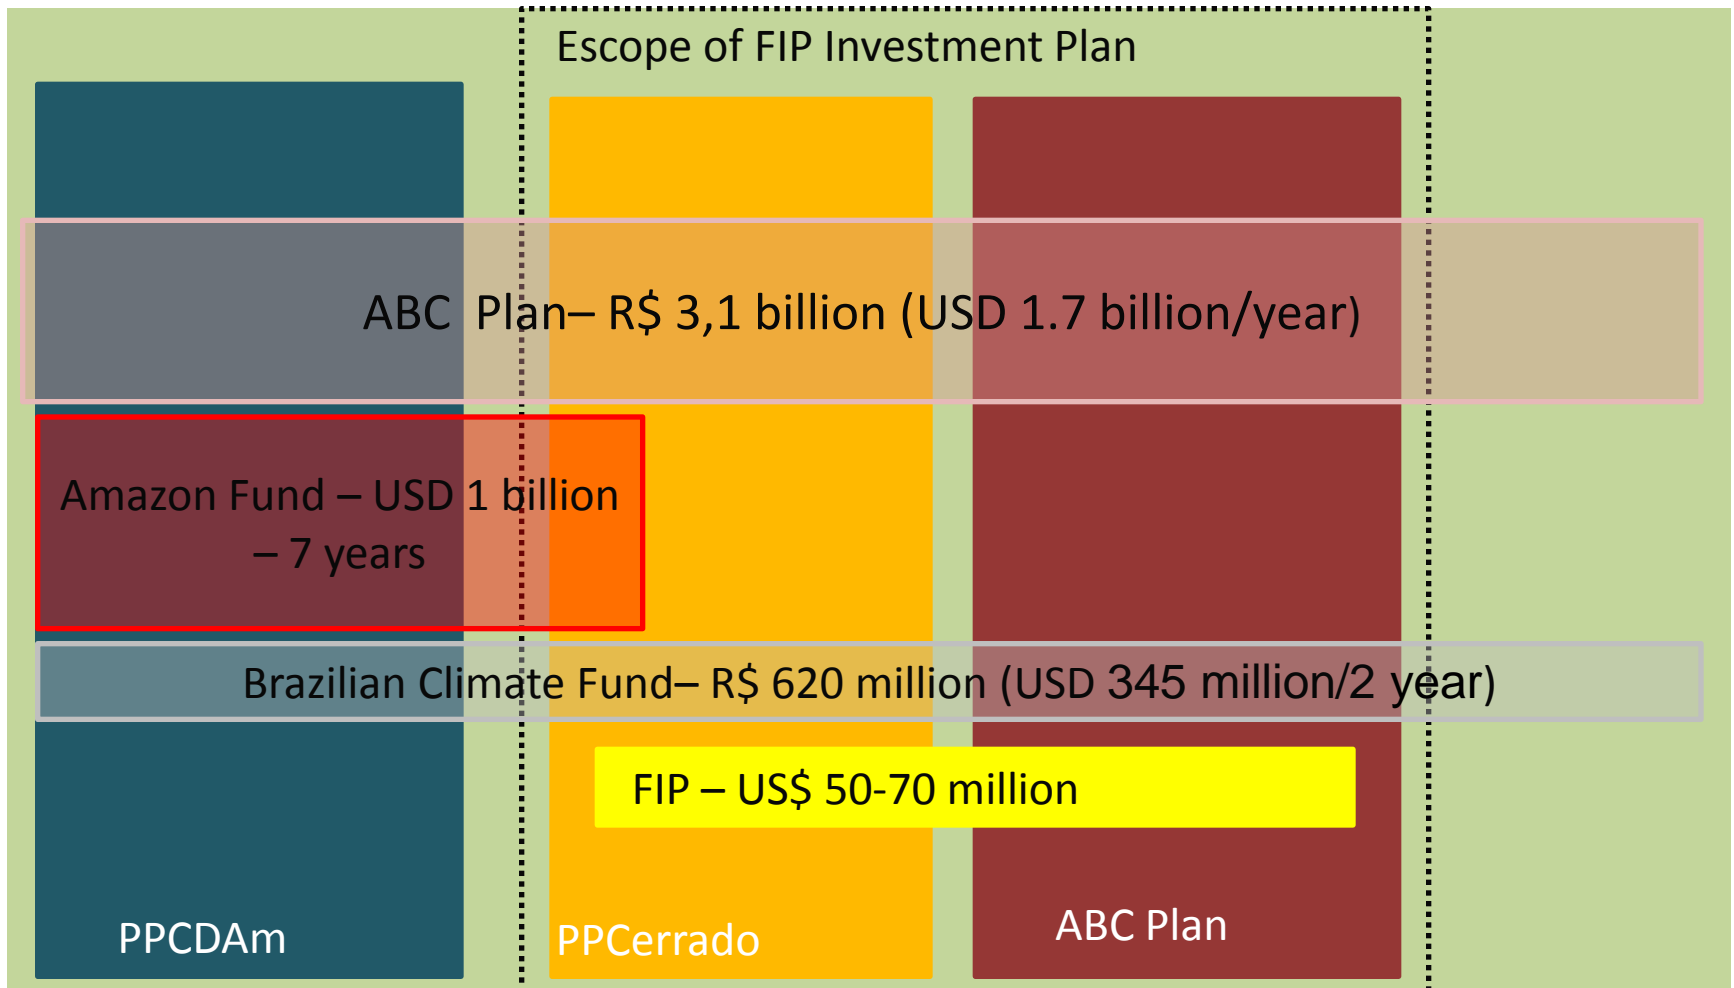 Escope of FIP Investment Plan
ABC Plan– R$ 3,1 billion (USD 1.7 billion/year)
Amazon Fund – USD 1 billion
– 7 years
Brazilian Climate Fund– R$ 620 million (USD 345 million/2 year)
FIP – US$ 50-70 million
PPCDAm
PPCerrado
ABC Plan